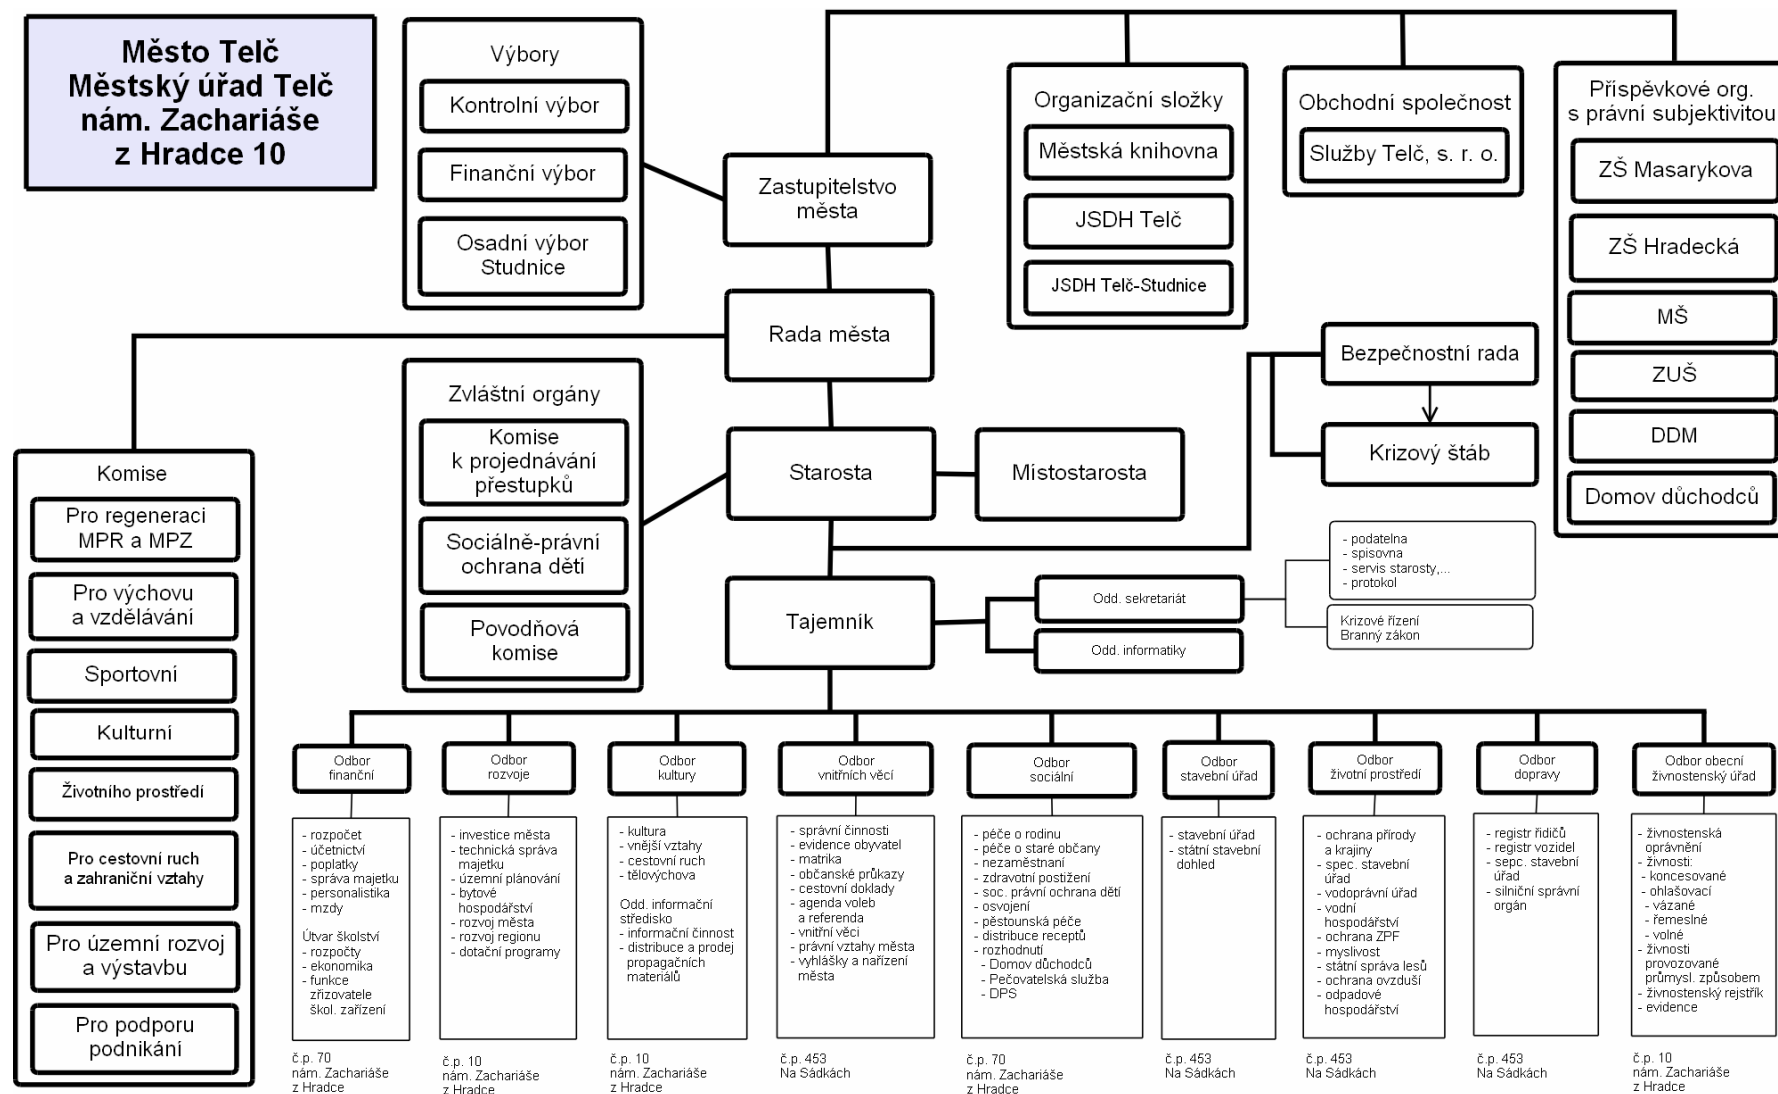 Město Telč
Městský úřad Telč
nám. Zachariáše
z Hradce 10
Výbory
Kontrolní výbor
Finanční výbor
Osadní výbor
Studnice
Zastupitelstvo
města
Organizační složky
Městská knihovna
JSDH Telč
JSDH Telč-Studnice
Obchodní společnost
Služby Telč, s. r. o.
Příspěvkové org.
s právní subjektivitou
ZŠ Masarykova
ZŠ Hradecká
MŠ
ZUŠ
DDM
Domov důchodců
Rada města
Bezpečnostní rada
Krizový štáb
Zvláštní orgány
Komise
k projednávání
přestupků
Sociálně-právní
ochrana dětí
Povodňová
komise
Starosta
Místostarosta
Komise
Pro regeneraci
MPR a MPZ
Pro výchovu
a vzdělávání
Sportovní
Kulturní
Životního prostředí
Pro cestovní ruch
a zahraniční vztahy
Pro územní rozvoj
a výstavbu
Pro podporu
podnikání
Tajemník
Odd. sekretariát
Odd. informatiky
- podatelna
- spisovna
- servis starosty,...
- protokol
Krizové řízení
Branný zákon
Odbor
finanční
- rozpočet
- účetnictví
- poplatky
- správa majetku
- personalistika
- mzdy
Útvar školství
- rozpočty
- ekonomika
- funkce
zřizovatele
škol. zařízení
č.p. 70
nám. Zachariáše
z Hradce
Odbor
rozvoje
- investice města
- technická správa
majetku
- územní plánování
- bytové
hospodářství
- rozvoj města
- rozvoj regionu
- dotační programy
č.p. 10
nám. Zachariáše
z Hradce
Odbor
kultury
- kultura
- vnější vztahy
- cestovní ruch
- tělovýchova
Odd. informační
středisko
- informační činnost
- distribuce a prodej
propagačních
materiálů
č.p. 10
nám. Zachariáše
z Hradce
Odbor
vnitřních věcí
- správní činnosti
- evidence obyvatel
- matrika
- občanské průkazy
- cestovní doklady
- agenda voleb
a referenda
- vnitřní věci
- právní vztahy města
- vyhlášky a nařízení
města
č.p. 453
Na Sádkách
Odbor
sociální
- péče o rodinu
- péče o staré občany
- nezaměstnaní
- zdravotní postižení
- soc. právní ochrana dětí
- osvojení
- pěstounská péče
- distribuce receptů
- rozhodnutí
- Domov důchodců
- Pečovatelská služba
- DPS
č.p. 70
nám. Zachariáše
z Hradce
Odbor
stavební úřad
- stavební úřad
- státní stavební
dohled
č.p. 453
Na Sádkách
Odbor
životní prostředí
- ochrana přírody
a krajiny
- spec. stavební
úřad
- vodoprávní úřad
- vodní
hospodářství
- ochrana ZPF
- myslivost
- státní správa lesů
- ochrana ovzduší
- odpadové
hospodářství
č.p. 453
Na Sádkách
Odbor
dopravy
- registr řidičů
- registr vozidel
- sepc. stavební
úřad
- silniční správní
orgán
č.p. 453
Na Sádkách
Odbor obecní
živnostenský úřad
- živnostenská
oprávnění
- živnosti:
- koncesované
- ohlašovací
- vázané
- řemeslné
- volné
- živnosti
provozované
průmysl. způsobem
- živnostenský rejstřík
- evidence
č.p. 10
nám. Zachariáše
z Hradce